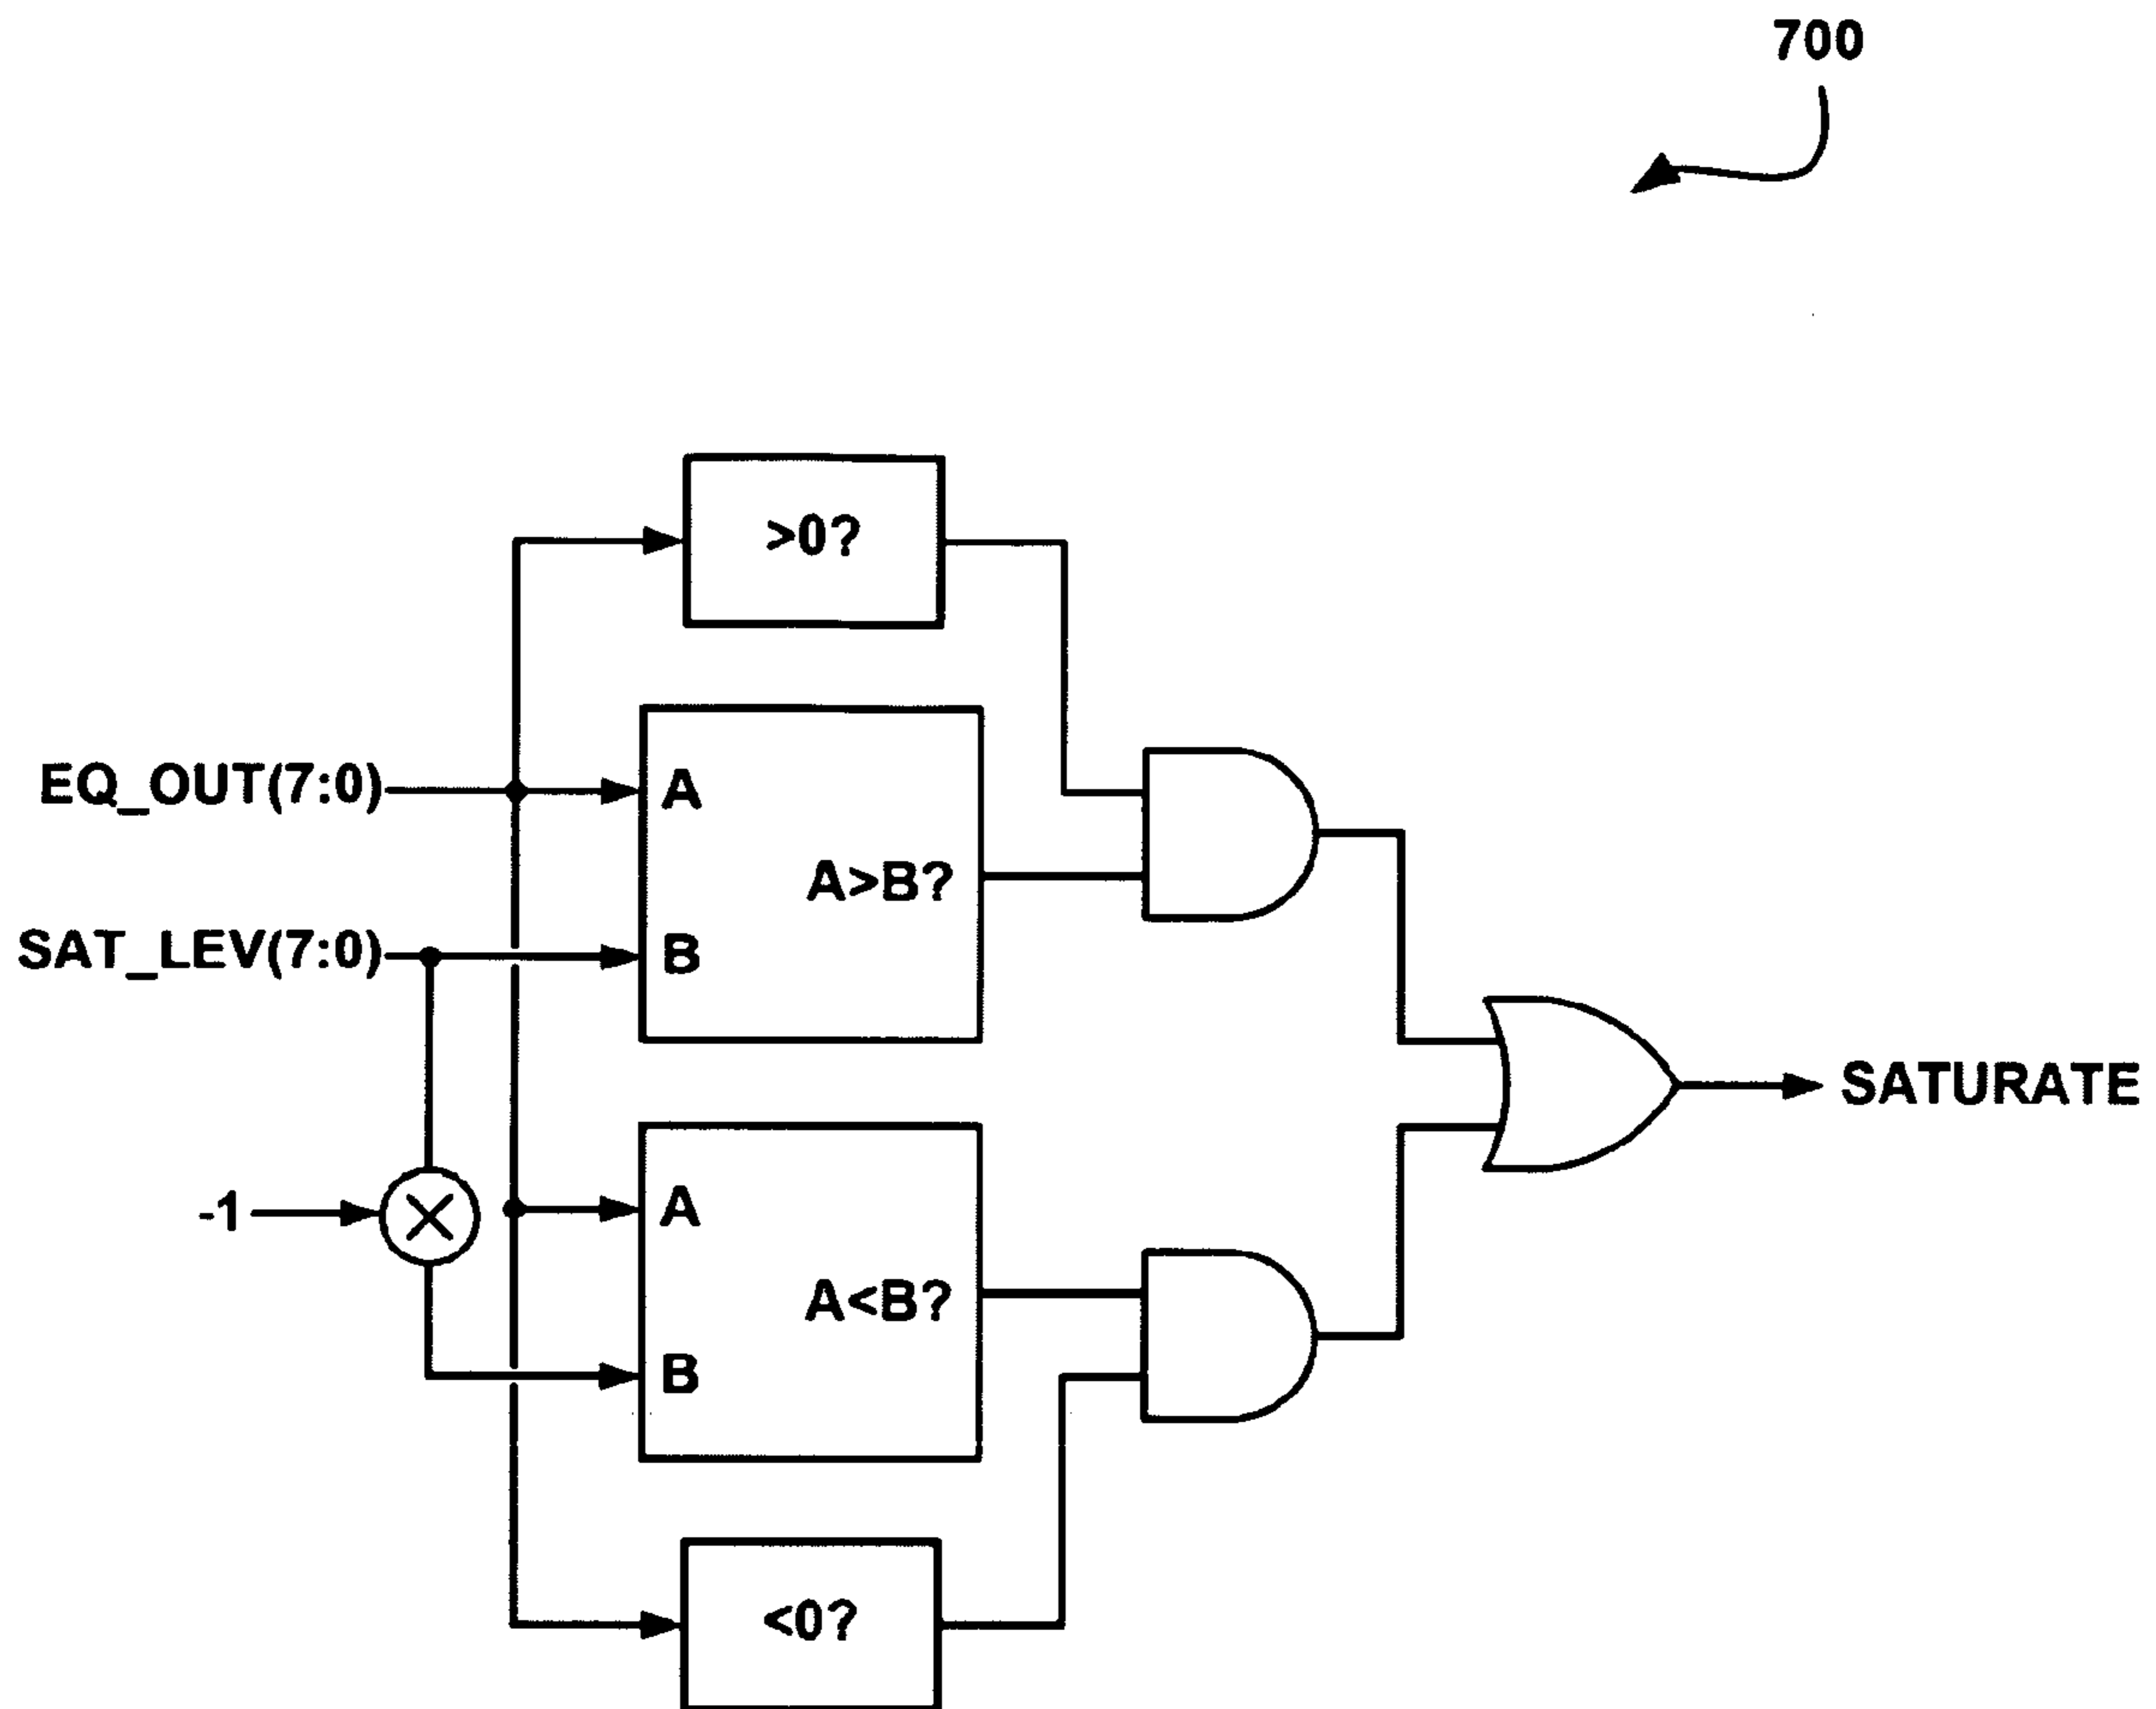 700
>0?
EQ_OUT(7:0)
A
A>B?
SAT_LEV(7:0)
B
SATURATE
-1
A
A<B?
B
<0?